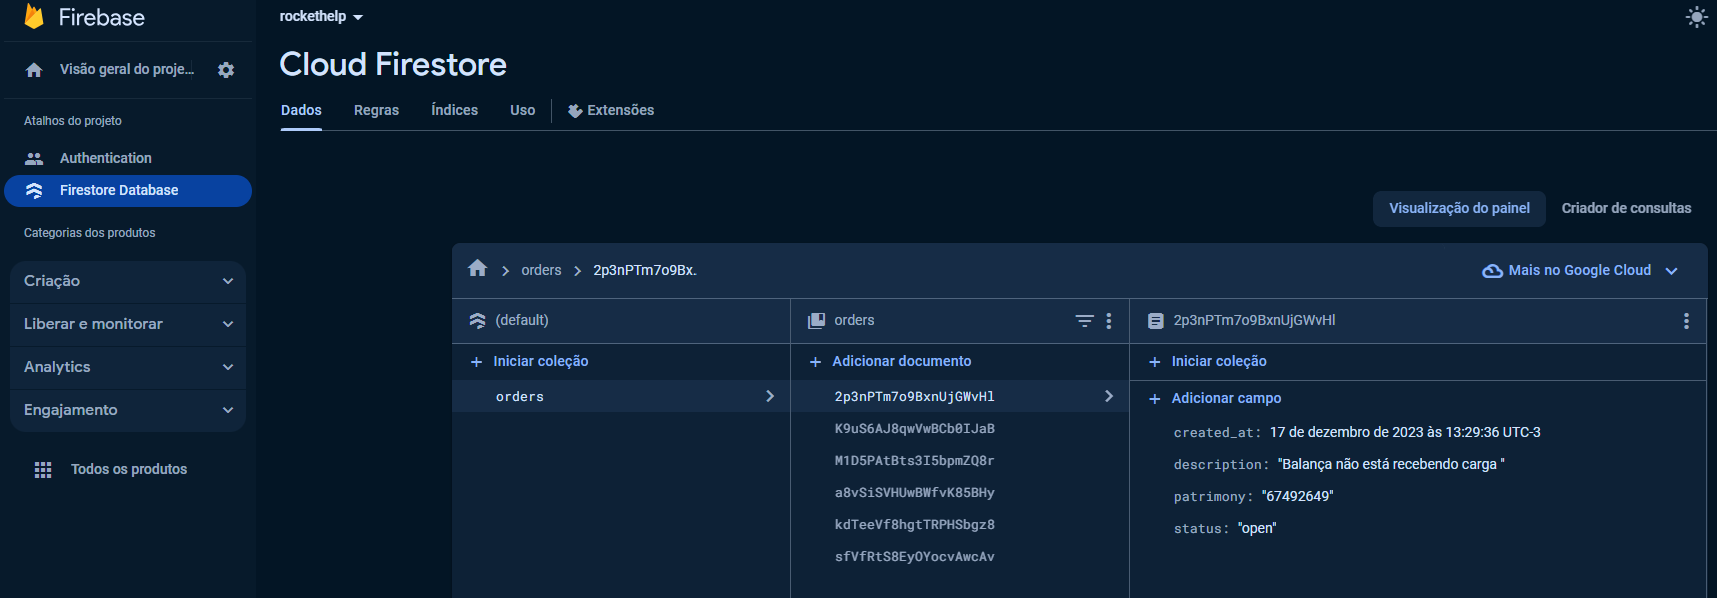 Firebase
Visão geral do proje...
Atalhos do projeto
Authentication
Firestore Database
Categorias dos produtos
Criação
Liberar e monitorar
Analytics
Engajamento
Todos os produtos
rockethelp
Cloud Firestore
Dados Regras Índices Uso Extensões
Visualização do painel Criador de consultas
orders 2p3nPTm7o9Bx.
Mais no Google Cloud
(default)
+ Iniciar coleção
orders
orders
+ Adicionar documento
2p3nPTm7o9BxnUjGWvHl
K9uS6AJ8qwVwBCb0IJaB
M1D5PAtBts3I5bpmZQ8r
a8vSiSVHUwBWfvK85BHy
kdTeeVf8hgtTRPHSbgz8
sfVfRtS8EyOYocvAwcAv
2p3nPTm7o9BxnUjGWvHl
+ Iniciar coleção
+ Adicionar campo
created_at: 17 de dezembro de 2023 às 13:29:36 UTC-3
description: "Balança não está recebendo carga "
patrimony: "67492649"
status: "open"